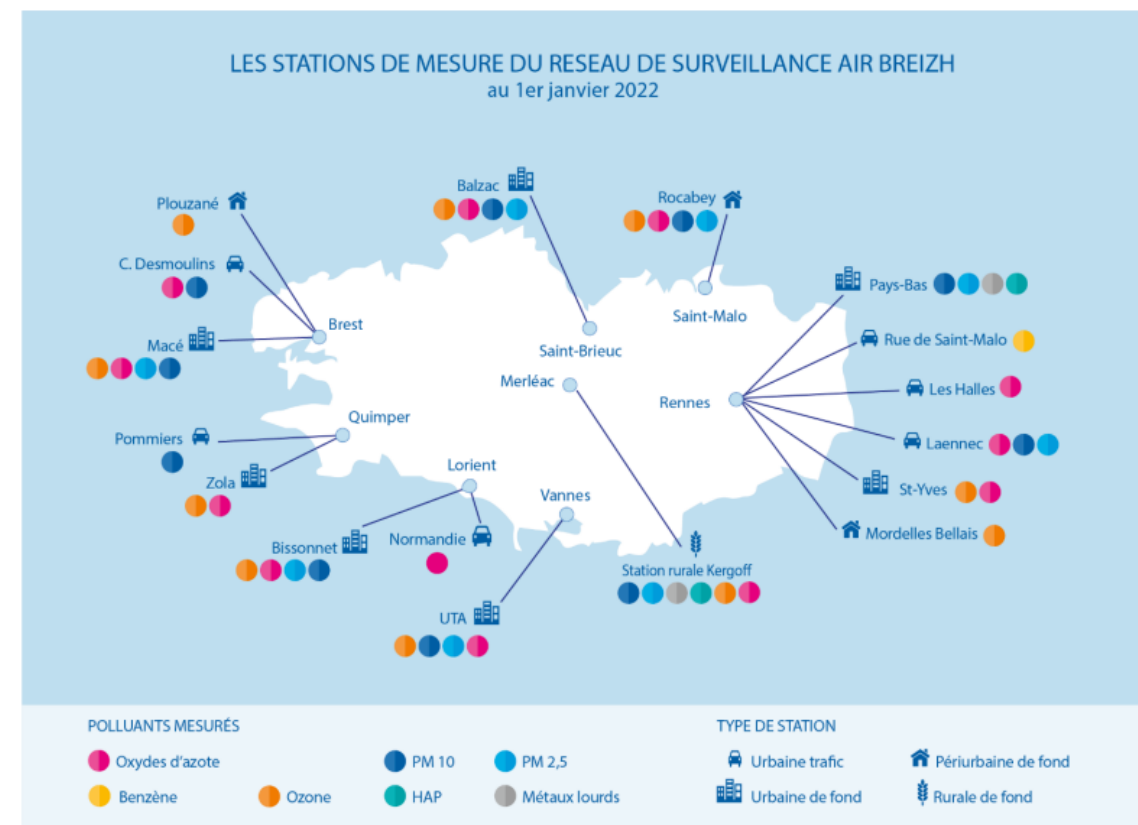 LES STATIONS DE MESURE DU RESEAU DE SURVEILLANCE AIR BREIZH
au 1er janvier 2022
Balzac
Rocabey
Plouzané
C. Desmoulins
Macé
Brest
Saint-Malo
Saint-Brieuc
Merléac
Rennes
Pays-Bas
Rue de Saint-Malo
Les Halles
Laennec
St-Yves
Mordelles Bellais
Quimper
Pommiers
Zola
Lorient
Vannes
Bissonnet
Normandie
Station rurale Kergoff
UTA
POLLUANTS MESURÉS
Oxydes d'azote
PM 10
PM 2,5
Benzène
Ozone
HAP
Métaux lourds
TYPE DE STATION
Urbaine trafic
Périurbaine de fond
Urbaine de fond
Rurale de fond